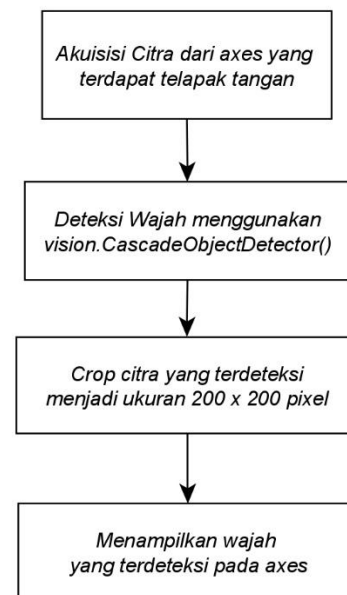 Akuisisi Citra dari axes yang
terdapat telapak tangan
Deteksi Wajah menggunakan
vision.CascadeObjectDetector()
Crop citra yang terdeteksi
menjadi ukuran 200 x 200 pixel
Menampilkan wajah
yang terdeteksi pada axes